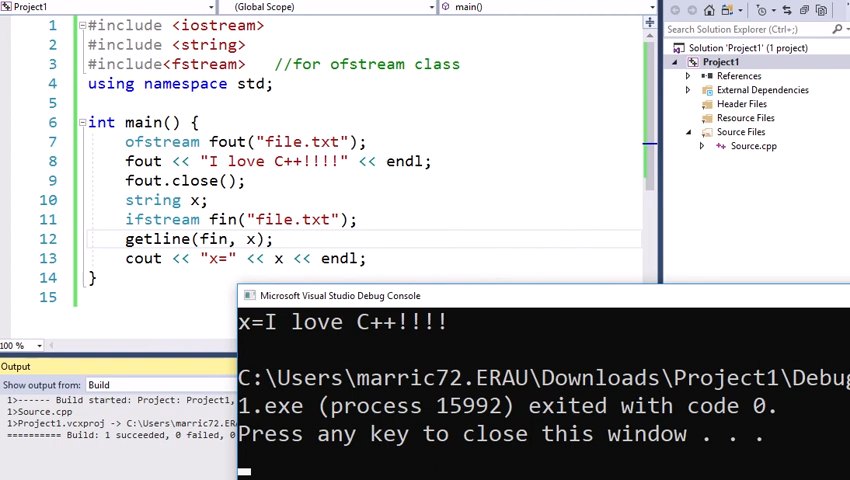 Project1
(Global Scope)
main()
1 #include <iostream>
2 #include <string>
3 #include<fstream> //for ofstream class
4 using namespace std;
5
6 int main() {
7 ofstream fout("file.txt");
8 fout << "I love C++!!!!" << endl;
9 fout.close();
10 string x;
11 ifstream fin("file.txt");
12 getline(fin, x);
13 cout << "x=" << x << endl;
14 }
15
100 %
Output
Show output from: Build
1>------ Build started: Project: Project1,
1>Source.cpp
1>Project1.vcxproj -> C:\Users\marric72.ERA
========== Build: 1 succeeded, 0 failed, 0
Microsoft Visual Studio Debug Console
x=I love C++!!!!
C:\Users\marric72.ERAU\Downloads\Project1\Debug
1.exe (process 15992) exited with code 0.
Press any key to close this window . . .
Search Solution Explorer (Ctrl+;)
Solution 'Project1' (1 project)
Project1
References
External Dependencies
Header Files
Resource Files
Source Files
Source.cpp